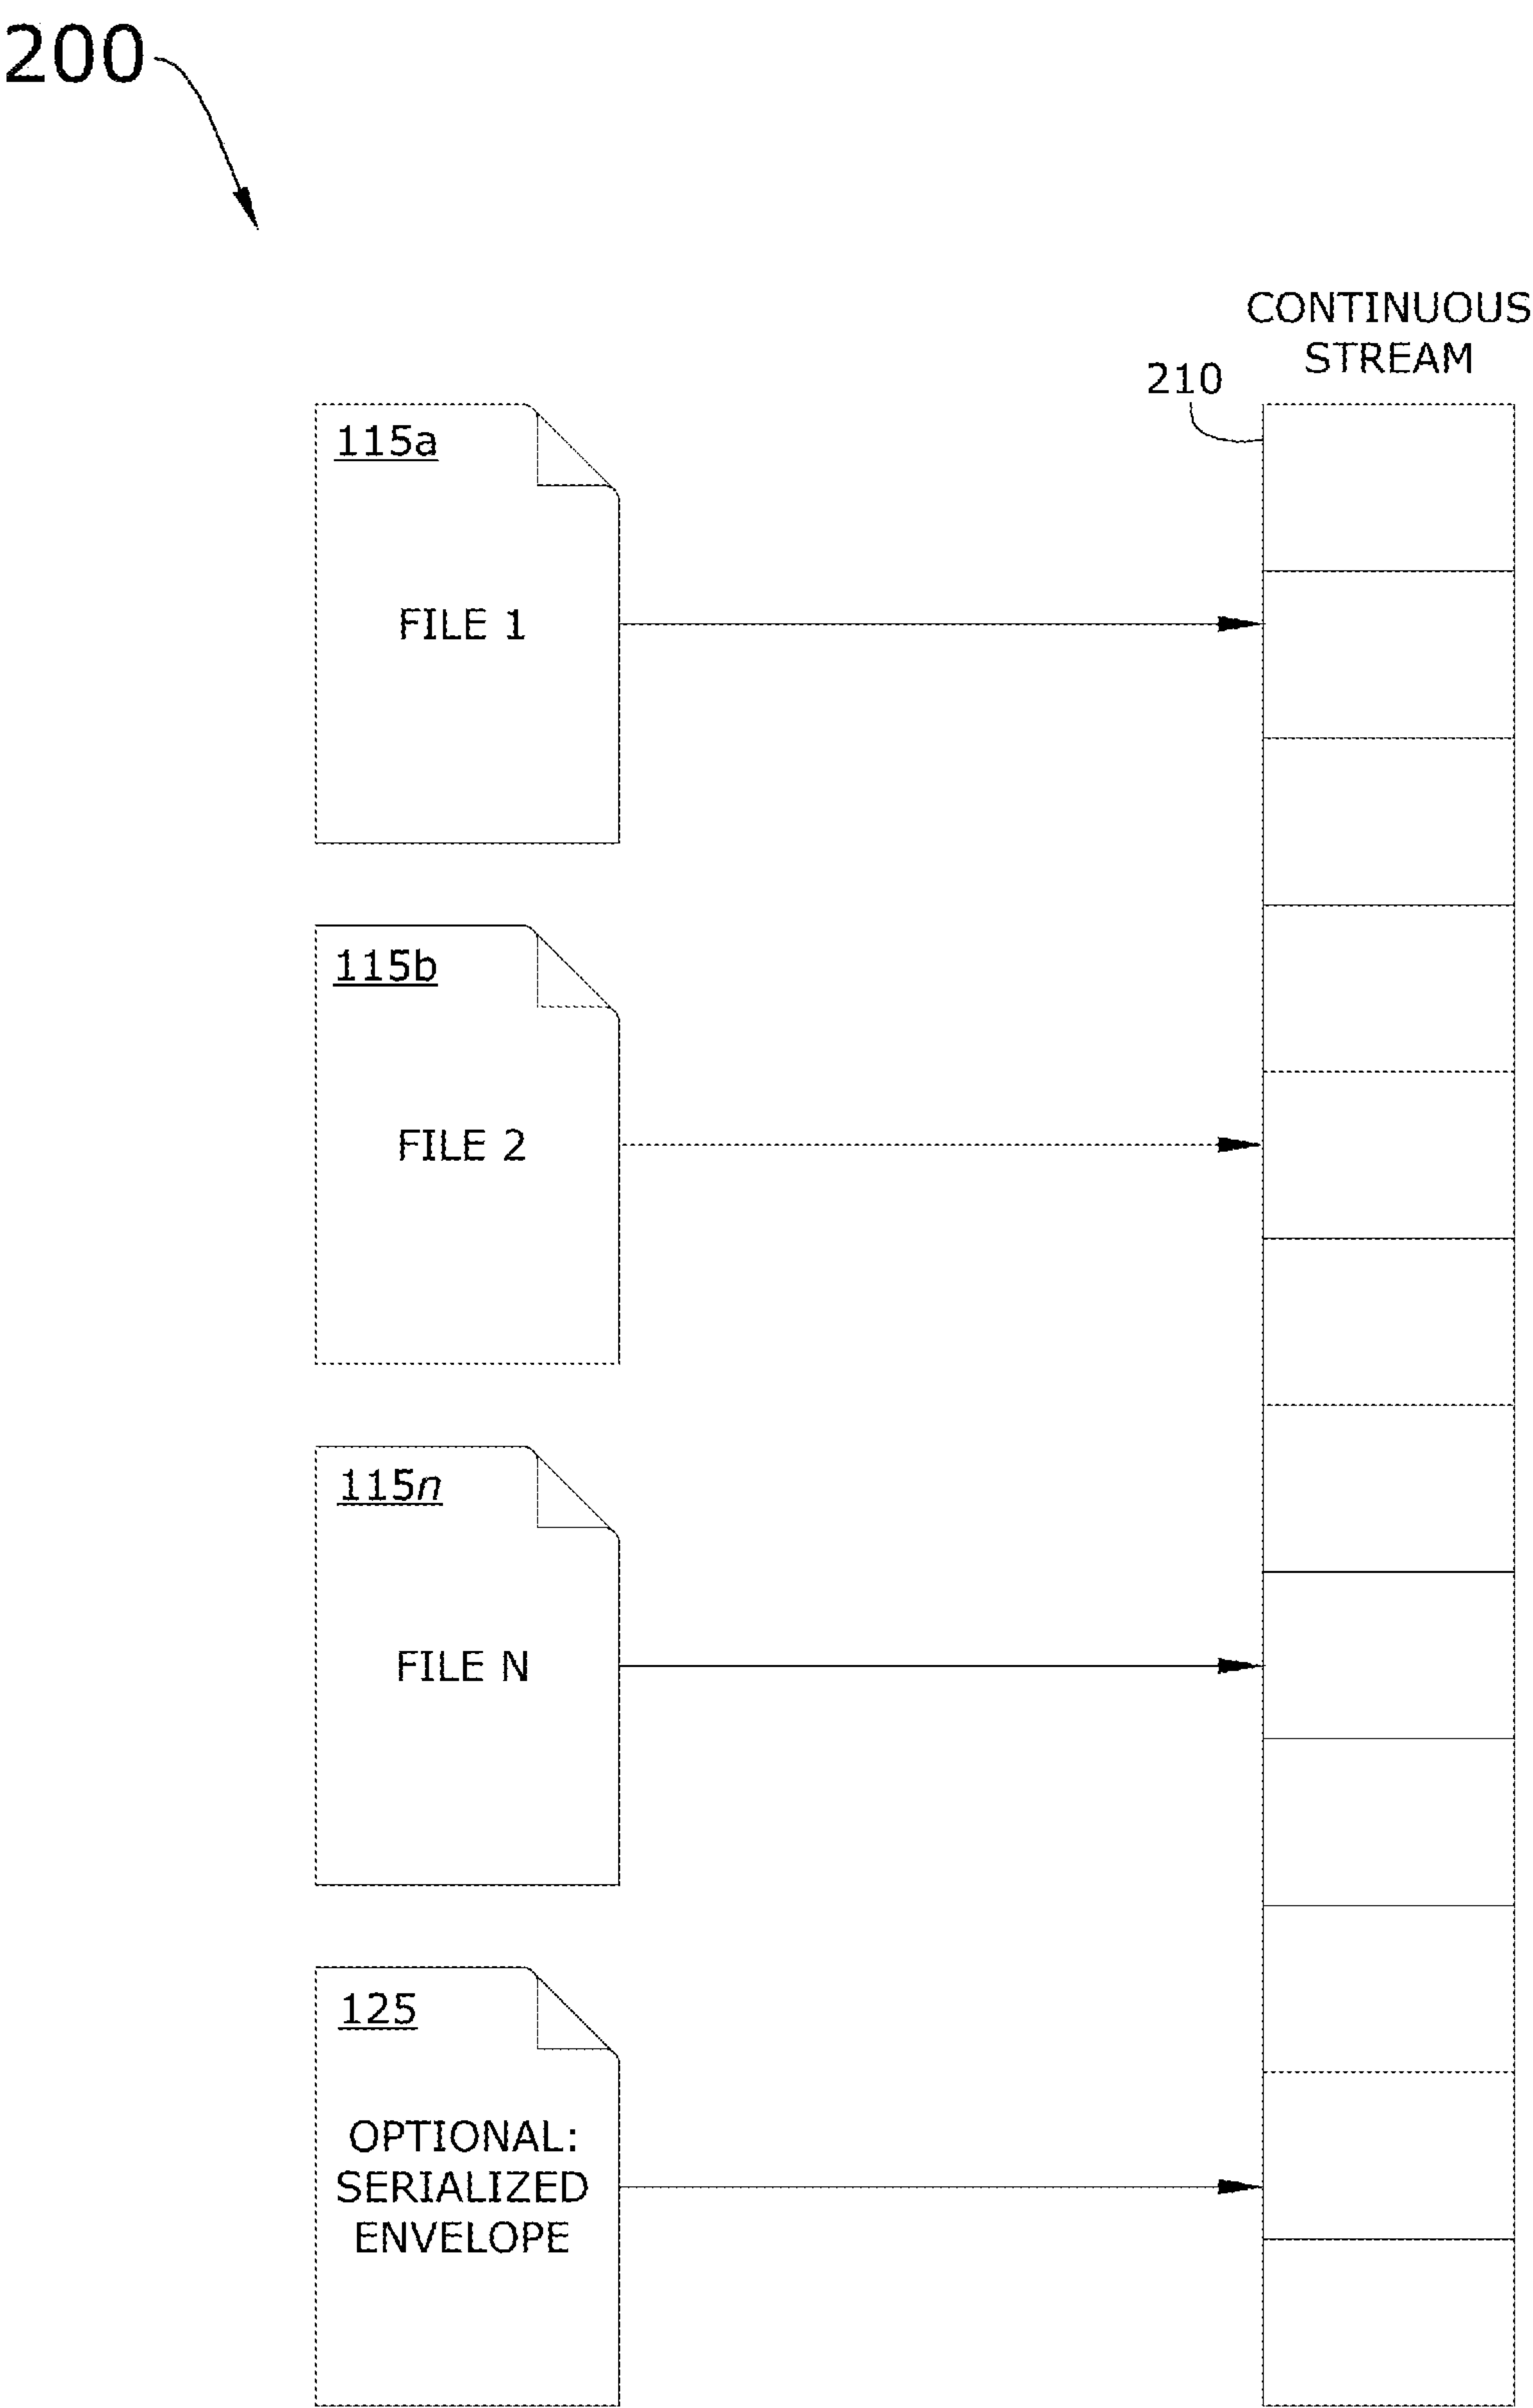 200
CONTINUOUS
STREAM
210
115a
FILE 1
115b
FILE 2
115n
FILE N
125
OPTIONAL:
SERIALIZED
ENVELOPE